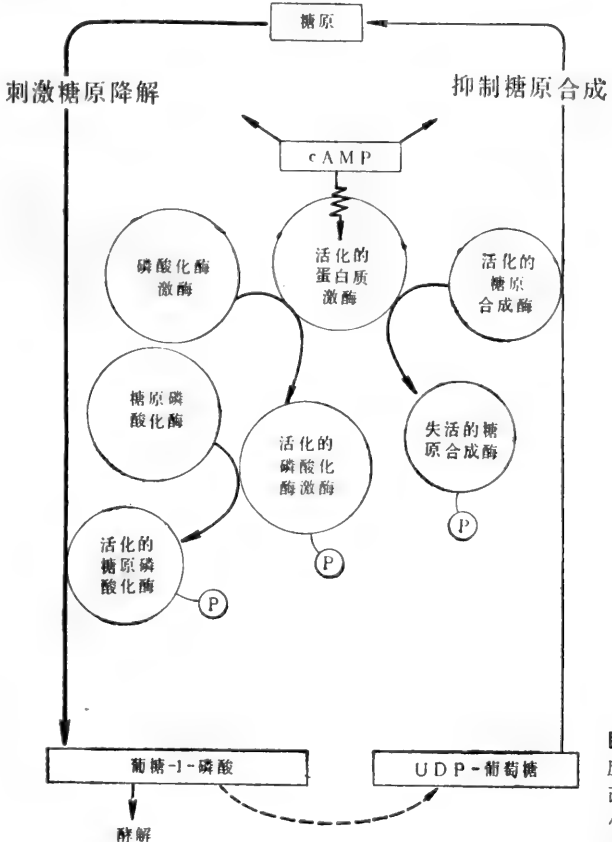 糖原
刺激糖原降解
抑制糖原合成
cAMP
磷酸化酶
激酶
活化的
蛋白质
激酶
活化的
糖原
合成酶
糖原磷
酸化酶
活化的
磷酸化
酶激酶
失活的糖
原合成酶
P
活化的
糖原磷
酸化酶
P
P
葡糖-1-磷酸
UDP-葡萄糖
酵解